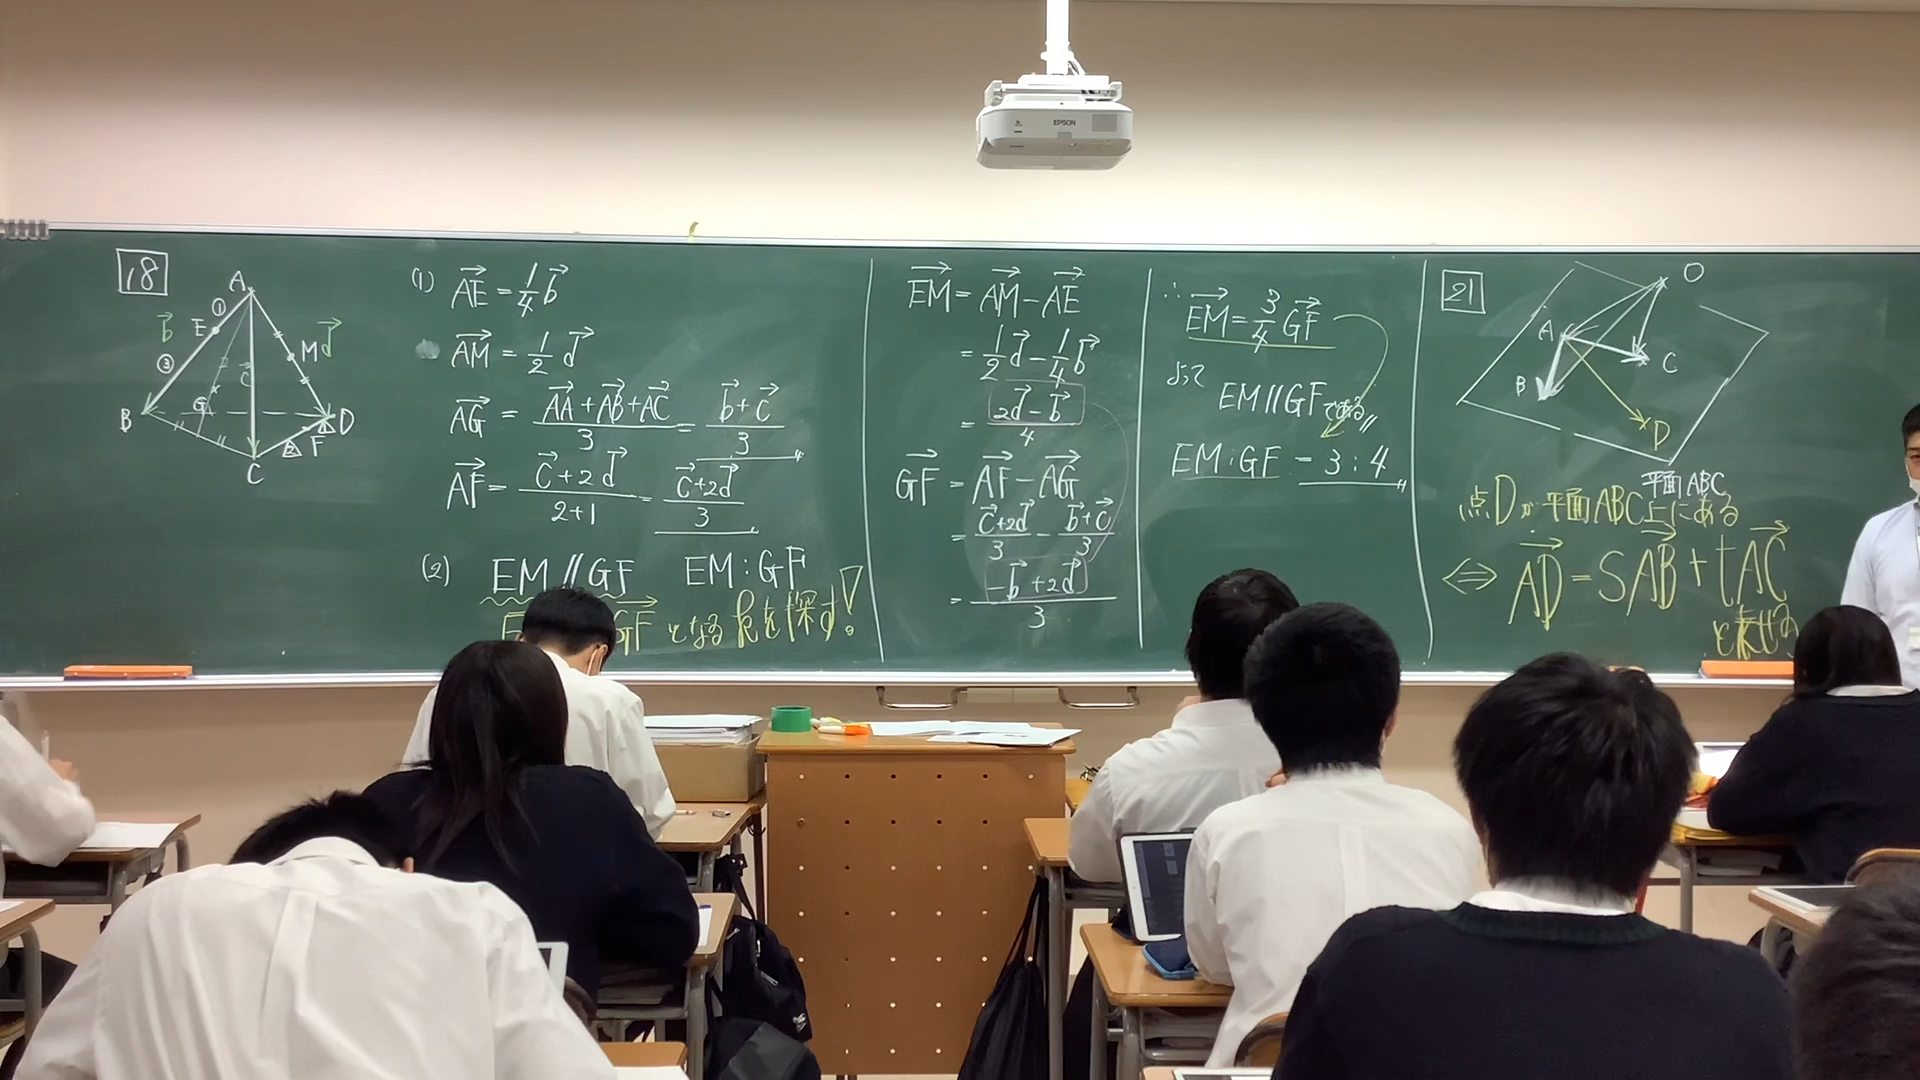 EPSON
18
A
① E b→ ③
M d→
c→
B G D
F
② ①
C
(1) AE→ = 1/4 b→
AM→ = 1/2 d→
AG→ = (AA→ + AB→ + AC→)/3 = (b→ + c→)/3
AF→ = (c→ + 2d→)/(2+1) = (c→ + 2d→)/3
(2) EM // GF EM : GF
GF→ となる kを探す!
EM→ = AM→ − AE→
= 1/2 d→ − 1/4 b→
= (2d→ − b→)/4
GF→ = AF→ − AG→
= (c→ + 2d→)/3 − (b→ + c→)/3
= (−b→ + 2d→)/3
∴ EM→ = 3/4 GF→
よって
EM // GF である
EM : GF = 3 : 4
21
O
A
B C
D
平面ABC
点Dが平面ABC上にある
⇔ AD→ = sAB→ + tAC→
と表せる